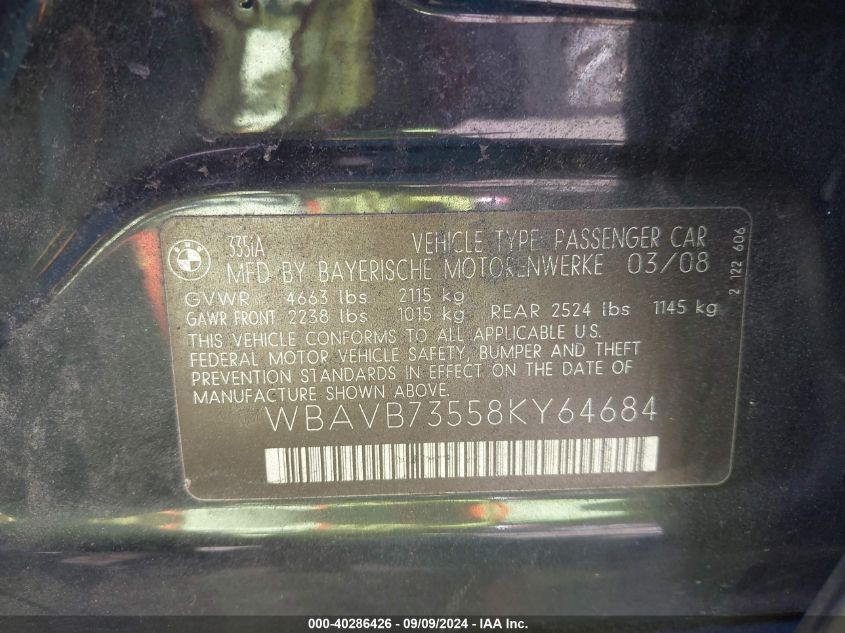 BMW
335iA
VEHICLE TYPE PASSENGER CAR
MFD BY BAYERISCHE MOTORENWERKE 03/08
GVWR 4663 lbs 2115 kg
GAWR FRONT 2238 lbs 1015 kg REAR 2524 lbs 1145 kg
THIS VEHICLE CONFORMS TO ALL APPLICABLE U.S.
FEDERAL MOTOR VEHICLE SAFETY, BUMPER AND THEFT
PREVENTION STANDARDS IN EFFECT ON THE DATE OF
MANUFACTURE SHOWN ABOVE.
WBAVB73558KY64684
2 122 606
000-40286426 - 09/09/2024 - IAA Inc.